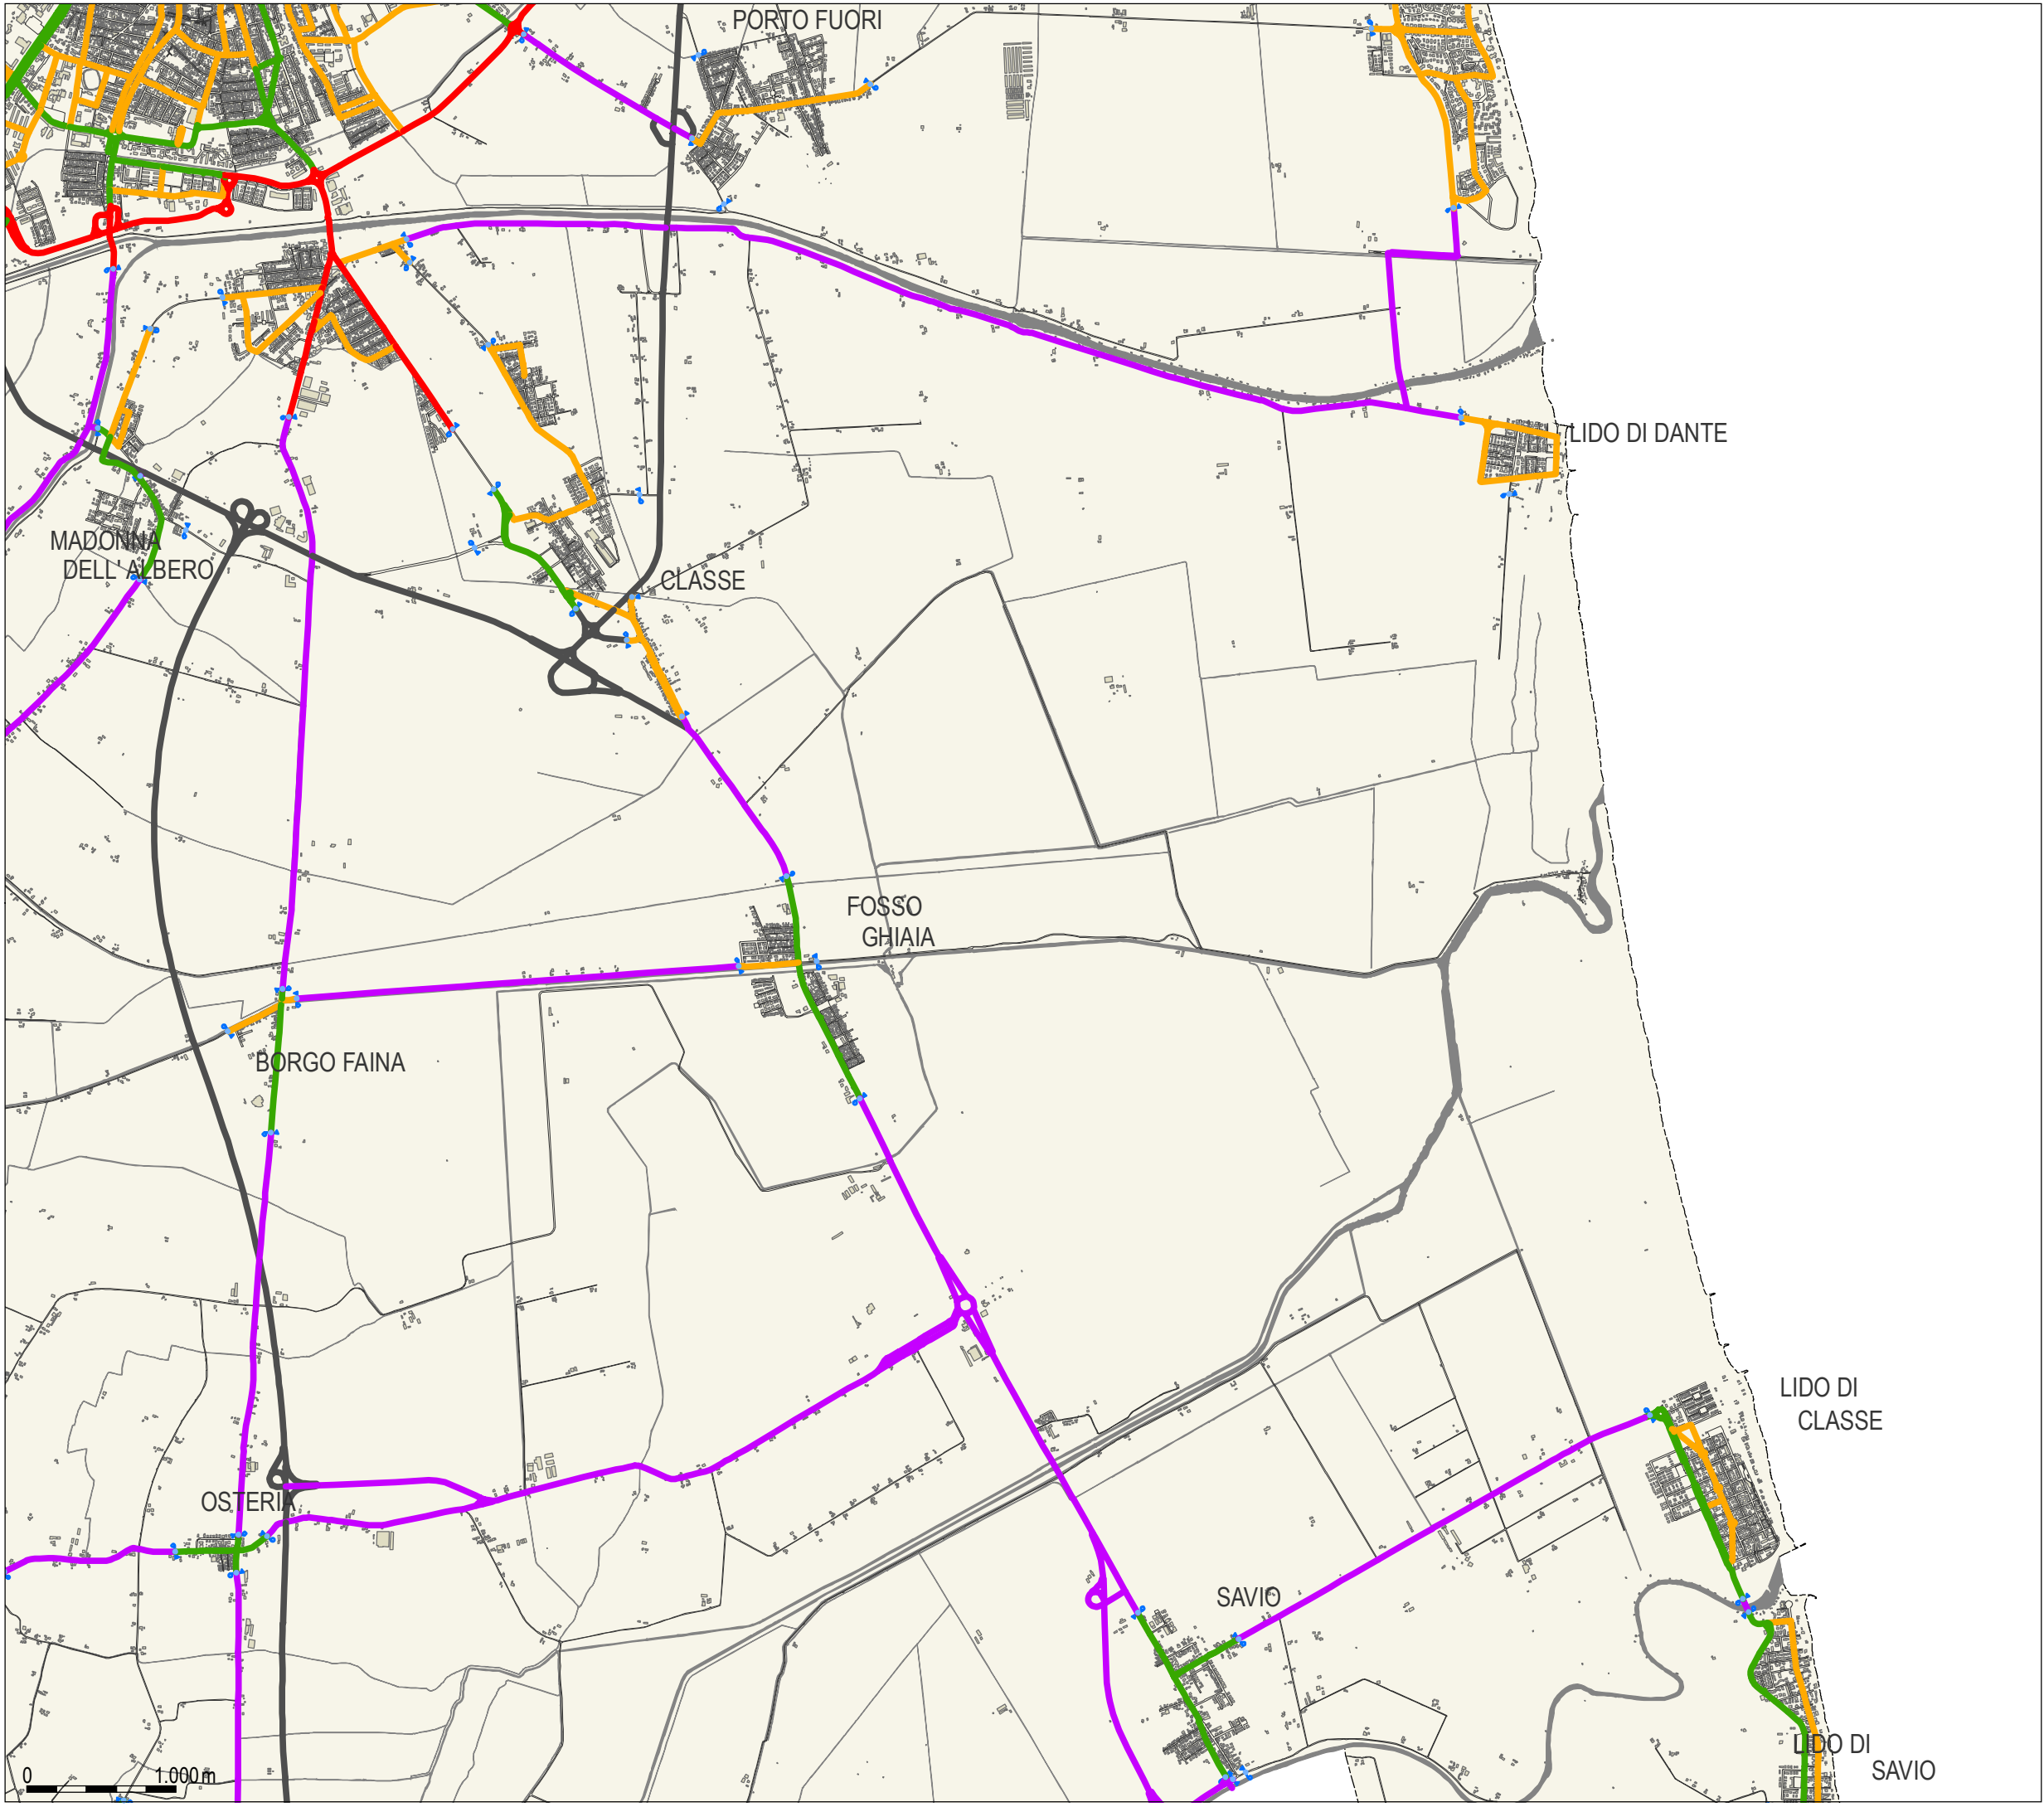 PORTO FUORI
LIDO DI DANTE
MADONNA
DELL' ALBERO
CLASSE
FOSSO
GHIAIA
BORGO FAINA
LIDO DI
CLASSE
OSTERIA
SAVIO
LIDO DI
SAVIO
0 1.000 m